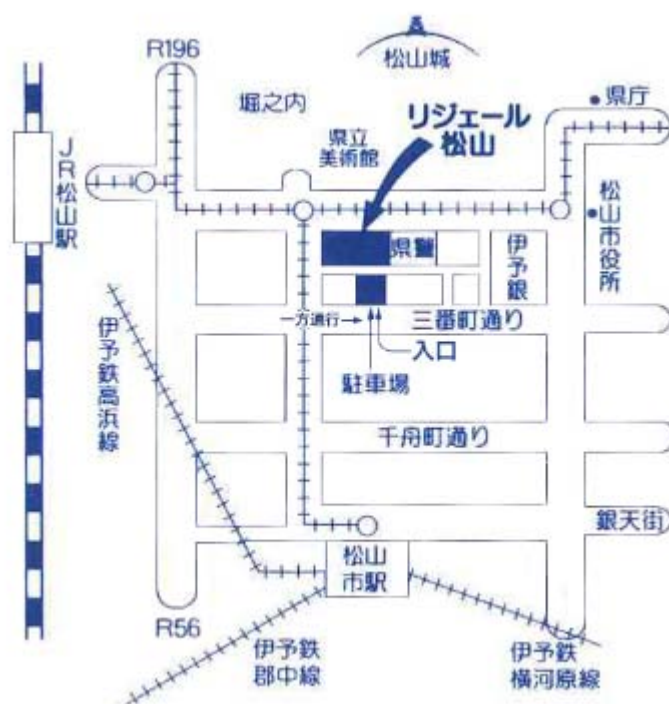 R196
松山城
堀之内
県庁
リジェール
松山
県立
美術館
JR松山駅
松山市役所
県警
伊予銀
一方通行
三番町通り
入口
駐車場
伊予鉄高浜線
千舟町通り
銀天街
松山
市駅
R56
伊予鉄
郡中線
伊予鉄
横河原線